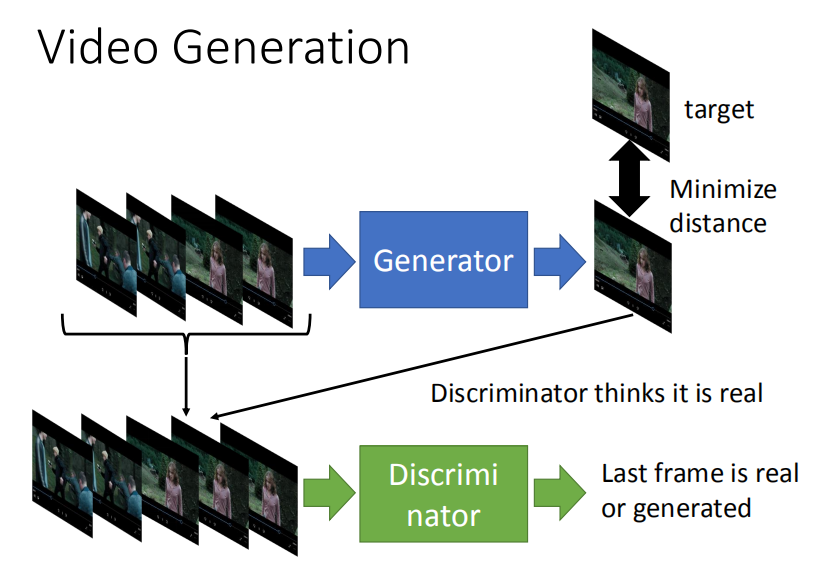 Video Generation
target
Minimize
distance
Generator
Discriminator thinks it is real
Discrimi
nator
Last frame is real
or generated